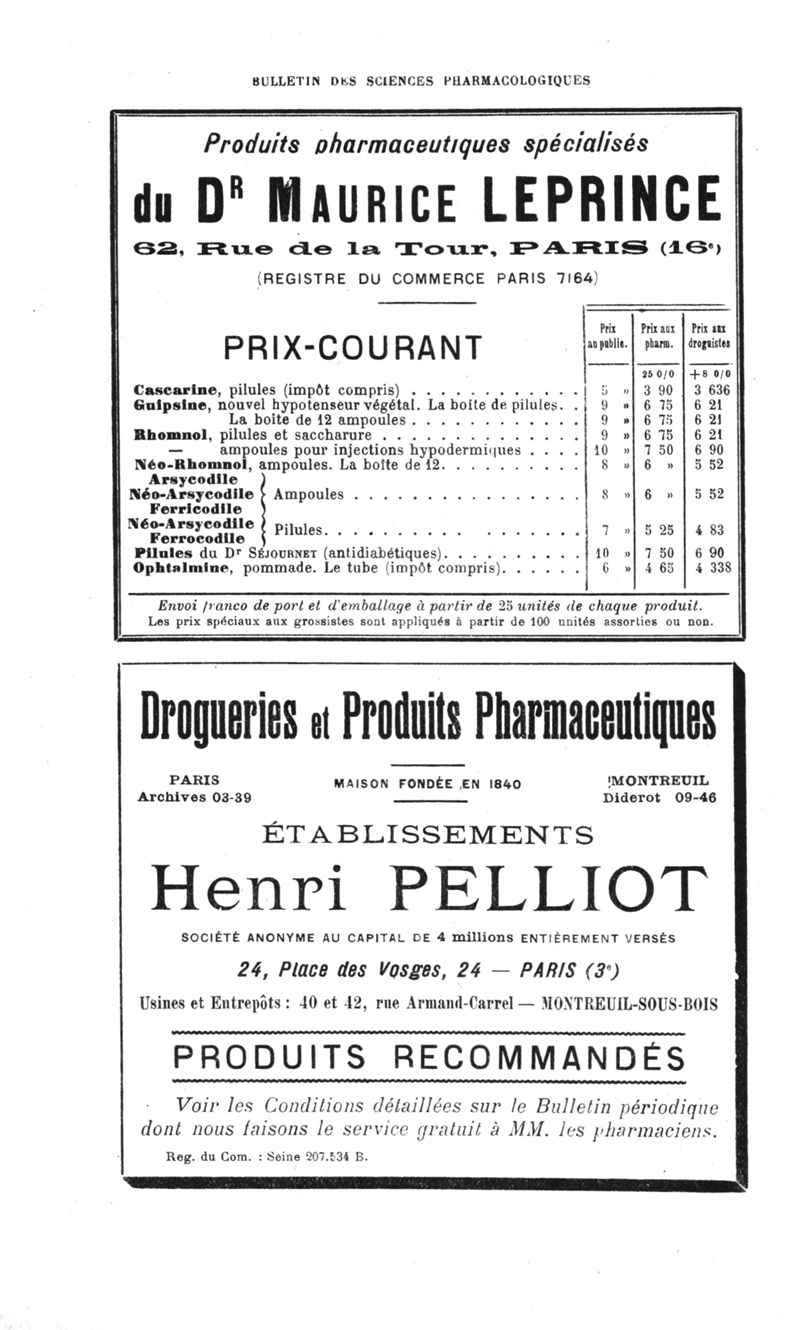 BULLETIN DES SCIENCES PHARMACOLOGIQUES
Produits pharmaceutiques spécialisés
du DR MAURICE LEPRINCE
62, Rue de la Tour, PARIS (16e)
(REGISTRE DU COMMERCE PARIS 7164)
PRIX-COURANT
Prix au public. Prix aux pharm. Prix aux droguistes
25 0/0 +8 0/0
Cascarine, pilules (impôt compris) . . . . . . . . . . . . 5 » 3 90 3 636
Guipsine, nouvel hypotenseur végétal. La boite de pilules. . 9 » 6 75 6 21
La boîte de 12 ampoules . . . . . . . . . . . . 9 » 6 75 6 21
Rhomnol, pilules et saccharure . . . . . . . . . . . . . . 9 » 6 75 6 21
— ampoules pour injections hypodermiques . . . . 10 » 7 50 6 90
Néo-Rhomnol, ampoules. La boîte de 12. . . . . . . . . . 8 » 6 » 5 52
Arsycodile
Néo-Arsycodile } Ampoules . . . . . . . . . . . . . . . . 8 » 6 » 5 52
Ferricodile
Néo-Arsycodile
Ferrocodile } Pilules. . . . . . . . . . . . . . . . 7 » 5 25 4 83
Pilules du Dr SÉJOURNET (antidiabétiques). . . . . . . . . . 10 » 7 50 6 90
Ophtalmine, pommade. Le tube (impôt compris). . . . . . 6 » 4 65 4 338
Envoi franco de port et d'emballage à partir de 25 unités de chaque produit.
Les prix spéciaux aux grossistes sont appliqués à partir de 100 unités assorties ou non.
Drogueries et Produits Pharmaceutiques
PARIS MAISON FONDÉE EN 1840 MONTREUIL
Archives 03-39 Diderot 09-46
ÉTABLISSEMENTS
Henri PELLIOT
SOCIÉTÉ ANONYME AU CAPITAL DE 4 millions ENTIÈREMENT VERSÉS
24, Place des Vosges, 24 — PARIS (3e)
Usines et Entrepôts : 40 et 42, rue Armand-Carrel — MONTREUIL-SOUS-BOIS
PRODUITS RECOMMANDÉS
Voir les Conditions détaillées sur le Bulletin périodique
dont nous faisons le service gratuit à MM. les pharmaciens.
Reg. du Com. : Seine 207.534 B.